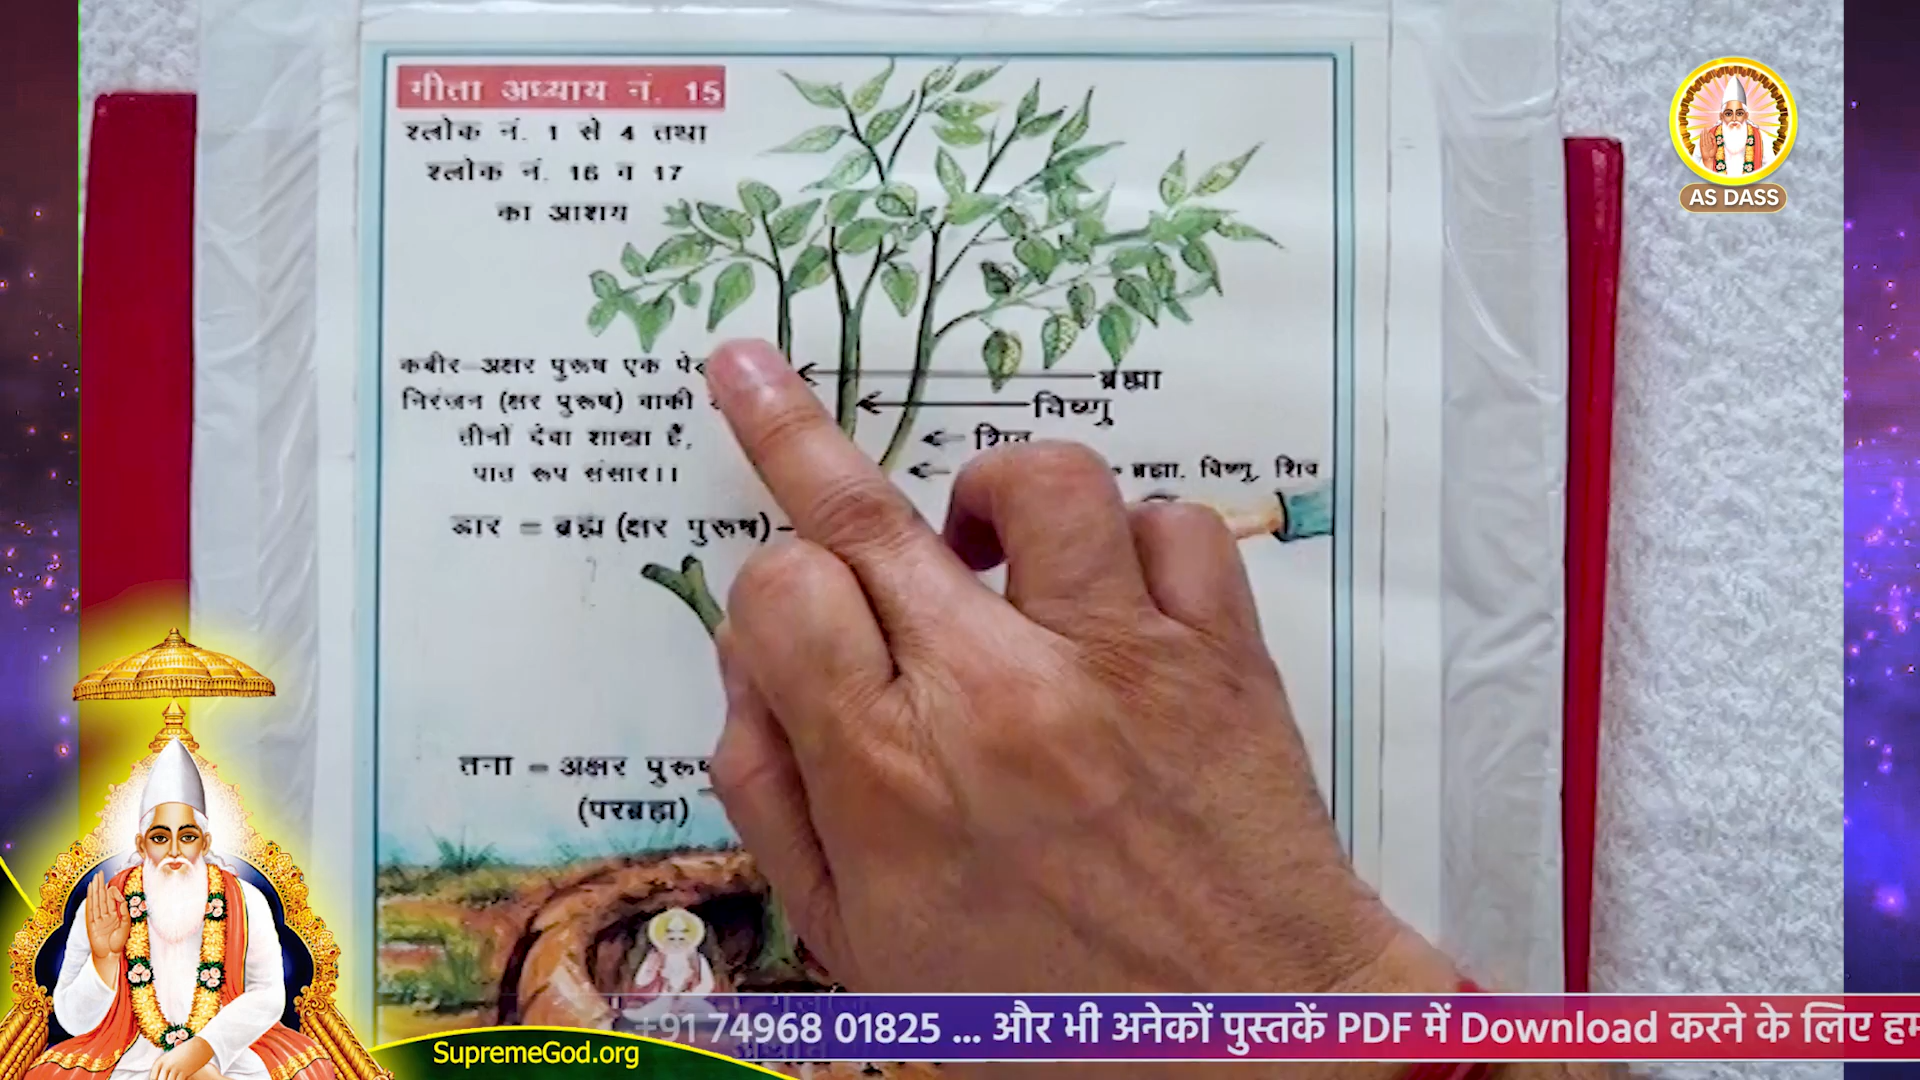 गीता अध्याय नं. 15
श्लोक नं. 1 से 4 तथा
श्लोक नं. 16 व 17
का आशय
AS DASS
कबीर अक्षर पुरूष एक
निरंजन (क्षर पुरूष) वाकी
तीनों देवा शाखा हैं,
पात रूप संसार।।
ब्रह्मा
विष्णु
शिव
ब्रह्मा, विष्णु, शिव
डार = ब्रह्म (क्षर पुरूष)
तना = अक्षर पुरूष
(परब्रह्म)
+91 74968 01825 ... और भी अनेकों पुस्तकें PDF में Download करने के लिए
SupremeGod.org